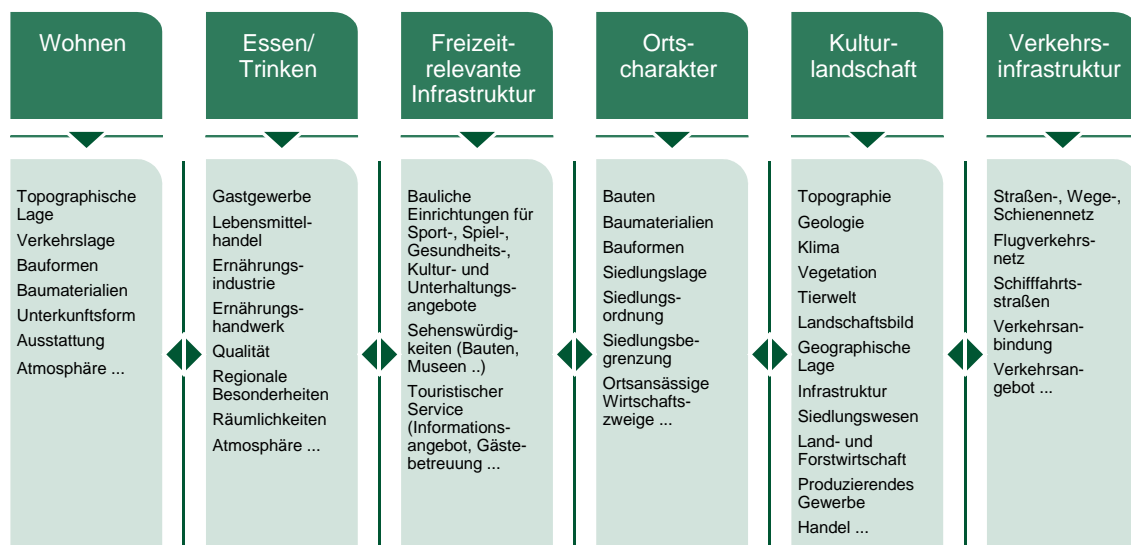 Wohnen
Essen/
Trinken
Freizeit-
relevante
Infrastruktur
Orts-
charakter
Kultur-
landschaft
Verkehrs-
infrastruktur
Topographische
Lage
Verkehrslage
Bauformen
Baumaterialien
Unterkunftsform
Ausstattung
Atmosphäre ...
Gastgewerbe
Lebensmittel-
handel
Ernährungs-
industrie
Ernährungs-
handwerk
Qualität
Regionale
Besonderheiten
Räumlichkeiten
Atmosphäre ...
Bauliche
Einrichtungen für
Sport-, Spiel-,
Gesundheits-,
Kultur- und
Unterhaltungs-
angebote
Sehenswürdig-
keiten (Bauten,
Museen ..)
Touristischer
Service
(Informations-
angebot, Gäste-
betreuung ...
Bauten
Baumaterialien
Bauformen
Siedlungslage
Siedlungs-
ordnung
Siedlungsbe-
grenzung
Ortsansässige
Wirtschafts-
zweige ...
Topographie
Geologie
Klima
Vegetation
Tierwelt
Landschaftsbild
Geographische
Lage
Infrastruktur
Siedlungswesen
Land- und
Forstwirtschaft
Produzierendes
Gewerbe
Handel ...
Straßen-, Wege-,
Schienennetz
Flugverkehrs-
netz
Schifffahrts-
straßen
Verkehrsan-
bindung
Verkehrsan-
gebot ...